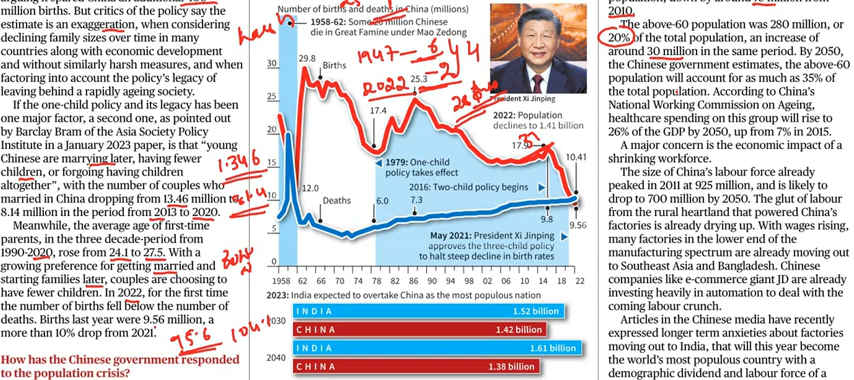 million births. But critics of the policy say the
estimate is an exaggeration, when considering
declining family sizes over time in many
countries along with economic development
and without similarly harsh measures, and when
factoring into account the policy's legacy of
leaving behind a rapidly ageing society.
If the one-child policy and its legacy has been
one major factor, a second one, as pointed out
by Barclay Bram of the Asia Society Policy
Institute in a January 2023 paper, is that "young
Chinese are marrying later, having fewer
children, or forgoing having children
altogether", with the number of couples who
married in China dropping from 13.46 million to
8.14 million in the period from 2013 to 2020.
Meanwhile, the average age of first-time
parents, in the three decade-period from
1990-2020, rose from 24.1 to 27.5. With a
growing preference for getting married and
starting families later, couples are choosing to
have fewer children. In 2022, for the first time
the number of births fell below the number of
deaths. Births last year were 9.56 million, a
more than 10% drop from 2021.
95.6
How has the Chinese government responded
to the population crisis?
1346
Number of births and deaths in China (millions)
1958-62: Some 20 million Chinese
die in Great Famine under Mao Zedong
1947 – 6
2022 – 2
30
25
20
15
10
5
0
29.8
Births
17.4
25.3
President Xi Jinping
2022: Population
declines to 1.41 billion
17.9
10.41
1979: One-child
policy takes effect
2016: Two-child policy begins
12.0
Deaths
6.0
7.3
9.8
9.56
May 2021: President Xi Jinping
approves the three-child policy
to halt steep decline in birth rates
1958 62 66 70 74 78 82 86 90 94 98 2002 06 10 14 18 22
2023: India expected to overtake China as the most populous nation
2030
INDIA 1.52 billion
CHINA 1.42 billion
2040
INDIA 1.61 billion
CHINA 1.38 billion
2010.
The above-60 population was 280 million, or
20% of the total population, an increase of
around 30 million in the same period. By 2050,
the Chinese government estimates, the above-60
population will account for as much as 35% of
the total population. According to China's
National Working Commission on Ageing,
healthcare spending on this group will rise to
26% of the GDP by 2050, up from 7% in 2015.
A major concern is the economic impact of a
shrinking workforce.
The size of China's labour force already
peaked in 2011 at 925 million, and is likely to
drop to 700 million by 2050. The glut of labour
from the rural heartland that powered China's
factories is already drying up. With wages rising,
many factories in the lower end of the
manufacturing spectrum are already moving out
to Southeast Asia and Bangladesh. Chinese
companies like e-commerce giant JD are already
investing heavily in automation to deal with the
coming labour crunch.
Articles in the Chinese media have recently
expressed longer term anxieties about factories
moving out to India, that will this year become
the world's most populous country with a
demographic dividend and labour force of a